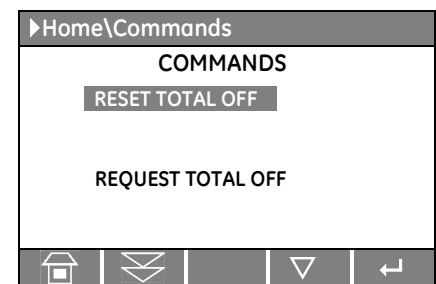 Home\Commands
COMMANDS
RESET TOTAL OFF
REQUEST TOTAL OFF